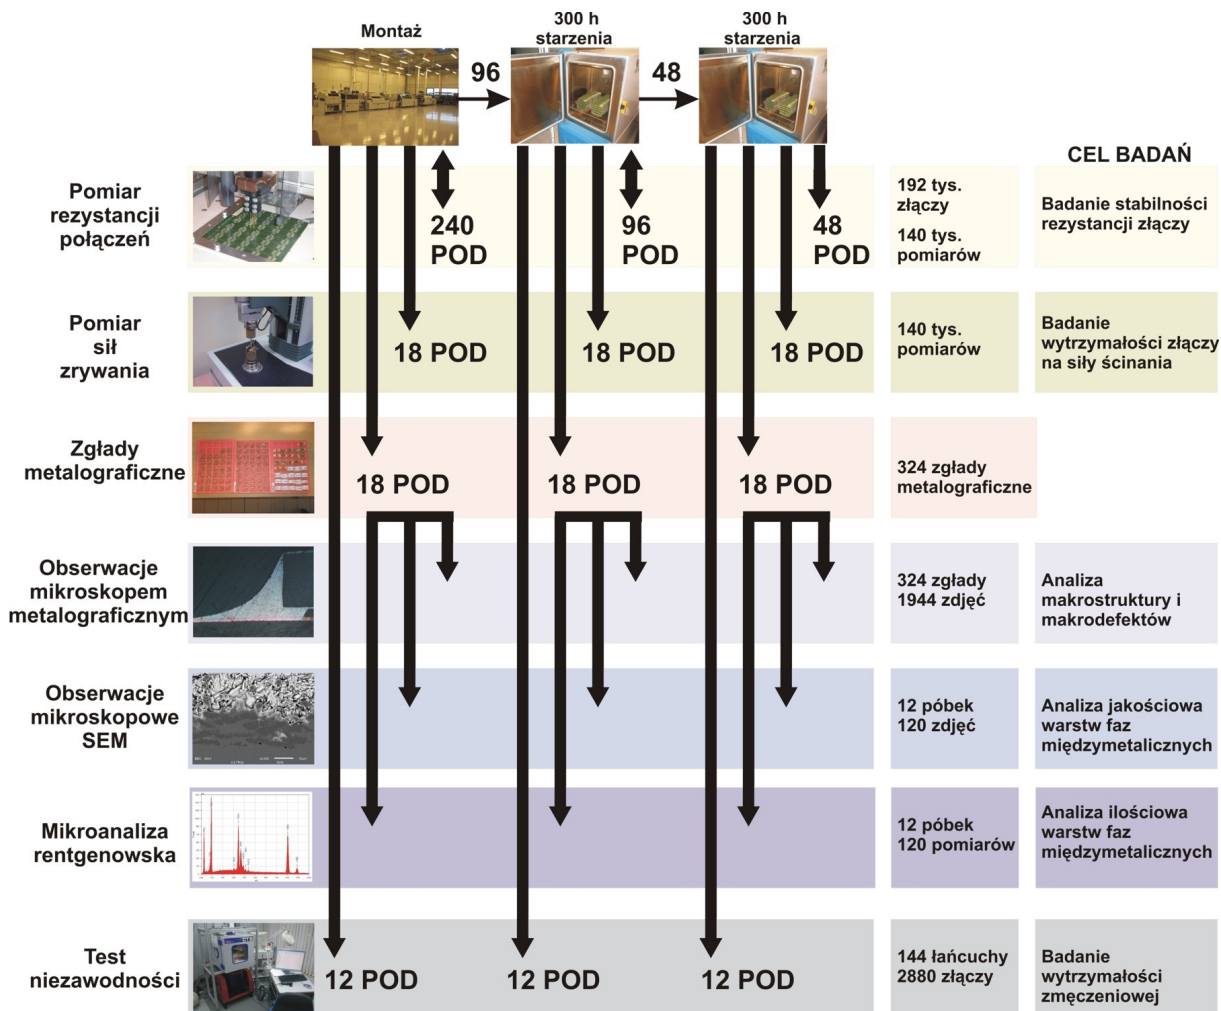 Montaż
300 h
starzenia
300 h
starzenia
96
48
CEL BADAŃ
Pomiar
rezystancji
połączeń
240
POD
96
POD
48
POD
192 tys.
złączy
140 tys.
pomiarów
Badanie stabilności
rezystancji złączy
Pomiar
sił
zrywania
18 POD
18 POD
18 POD
140 tys.
pomiarów
Badanie
wytrzymałości złączy
na siły ścinania
Zgłady
metalograficzne
18 POD
18 POD
18 POD
324 zgłady
metalograficzne
Obserwacje
mikroskopem
metalograficznym
324 zgłady
1944 zdjęć
Analiza
makrostruktury i
makrodefektów
Obserwacje
mikroskopowe
SEM
12 póbek
120 zdjęć
Analiza jakościowa
warstw faz
międzymetalicznych
Mikroanaliza
rentgenowska
12 póbek
120 pomiarów
Analiza ilościowa
warstw faz
międzymetalicznych
Test
niezawodności
12 POD
12 POD
12 POD
144 łańcuchy
2880 złączy
Badanie
wytrzymałości
zmęczeniowej